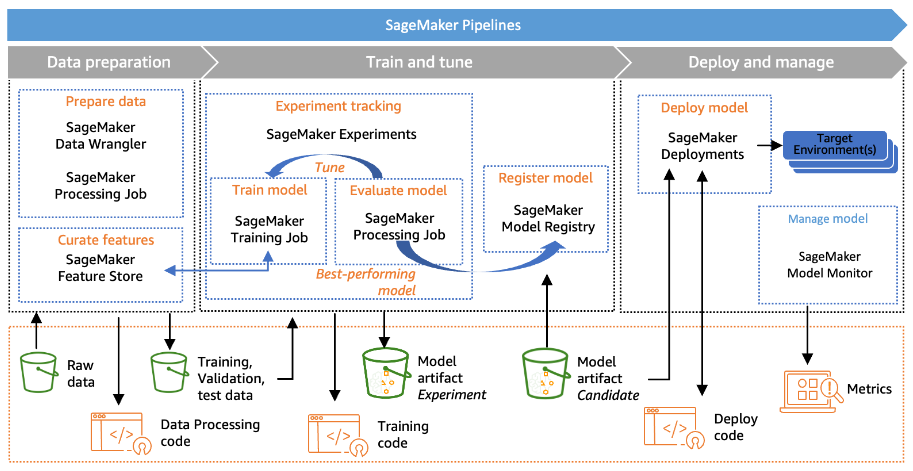 SageMaker Pipelines
Data preparation
Train and tune
Deploy and manage
Prepare data
SageMaker
Data Wrangler
SageMaker
Processing Job
Curate features
SageMaker
Feature Store
Experiment tracking
SageMaker Experiments
Tune
Train model
SageMaker
Training Job
Evaluate model
SageMaker
Processing Job
Best-performing
model
Register model
SageMaker
Model Registry
Deploy model
SageMaker
Deployments
Target
Environment(s)
Manage model
SageMaker
Model Monitor
Raw
data
Training,
Validation,
test data
Model
artifact
Experiment
Model
artifact
Candidate
Metrics
</>
Data Processing
code
</>
Training
code
</>
Deploy
code